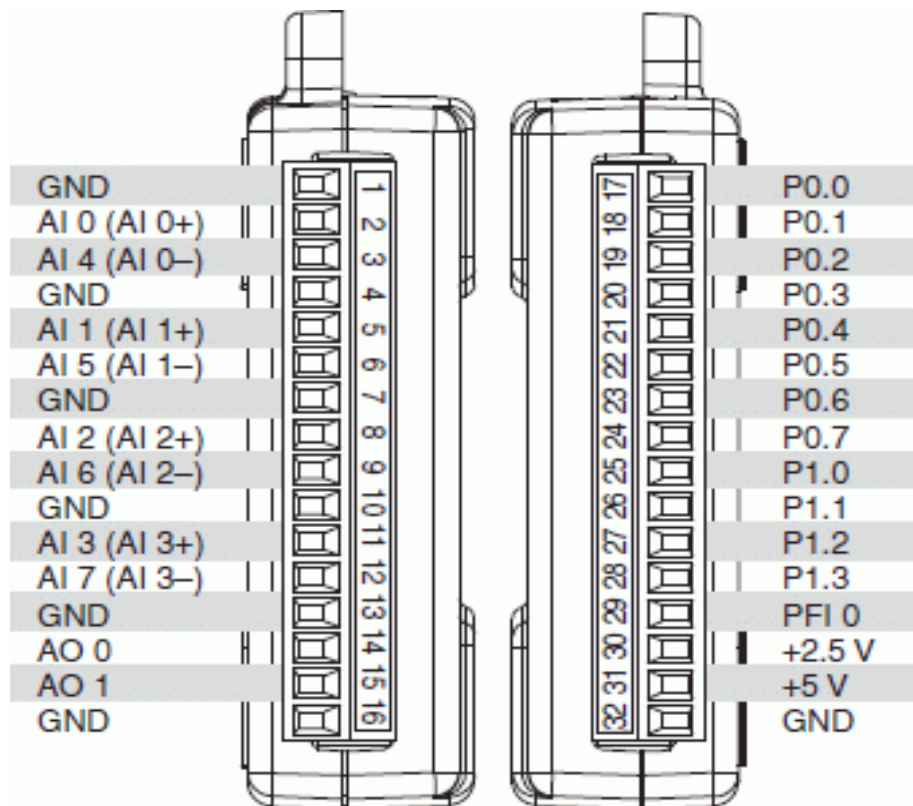 GND 1 17 P0.0
AI 0 (AI 0+) 2 18 P0.1
AI 4 (AI 0–) 3 19 P0.2
GND 4 20 P0.3
AI 1 (AI 1+) 5 21 P0.4
AI 5 (AI 1–) 6 22 P0.5
GND 7 23 P0.6
AI 2 (AI 2+) 8 24 P0.7
AI 6 (AI 2–) 9 25 P1.0
GND 10 26 P1.1
AI 3 (AI 3+) 11 27 P1.2
AI 7 (AI 3–) 12 28 P1.3
GND 13 29 PFI 0
AO 0 14 30 +2.5 V
AO 1 15 31 +5 V
GND 16 32 GND